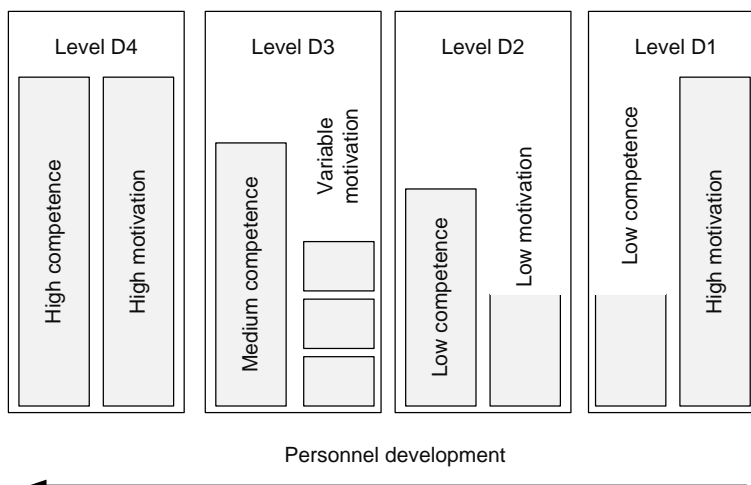 Level D4
High competence
High motivation
Level D3
Medium competence
Variable
motivation
Level D2
Low competence
Low motivation
Level D1
Low competence
High motivation
Personnel development